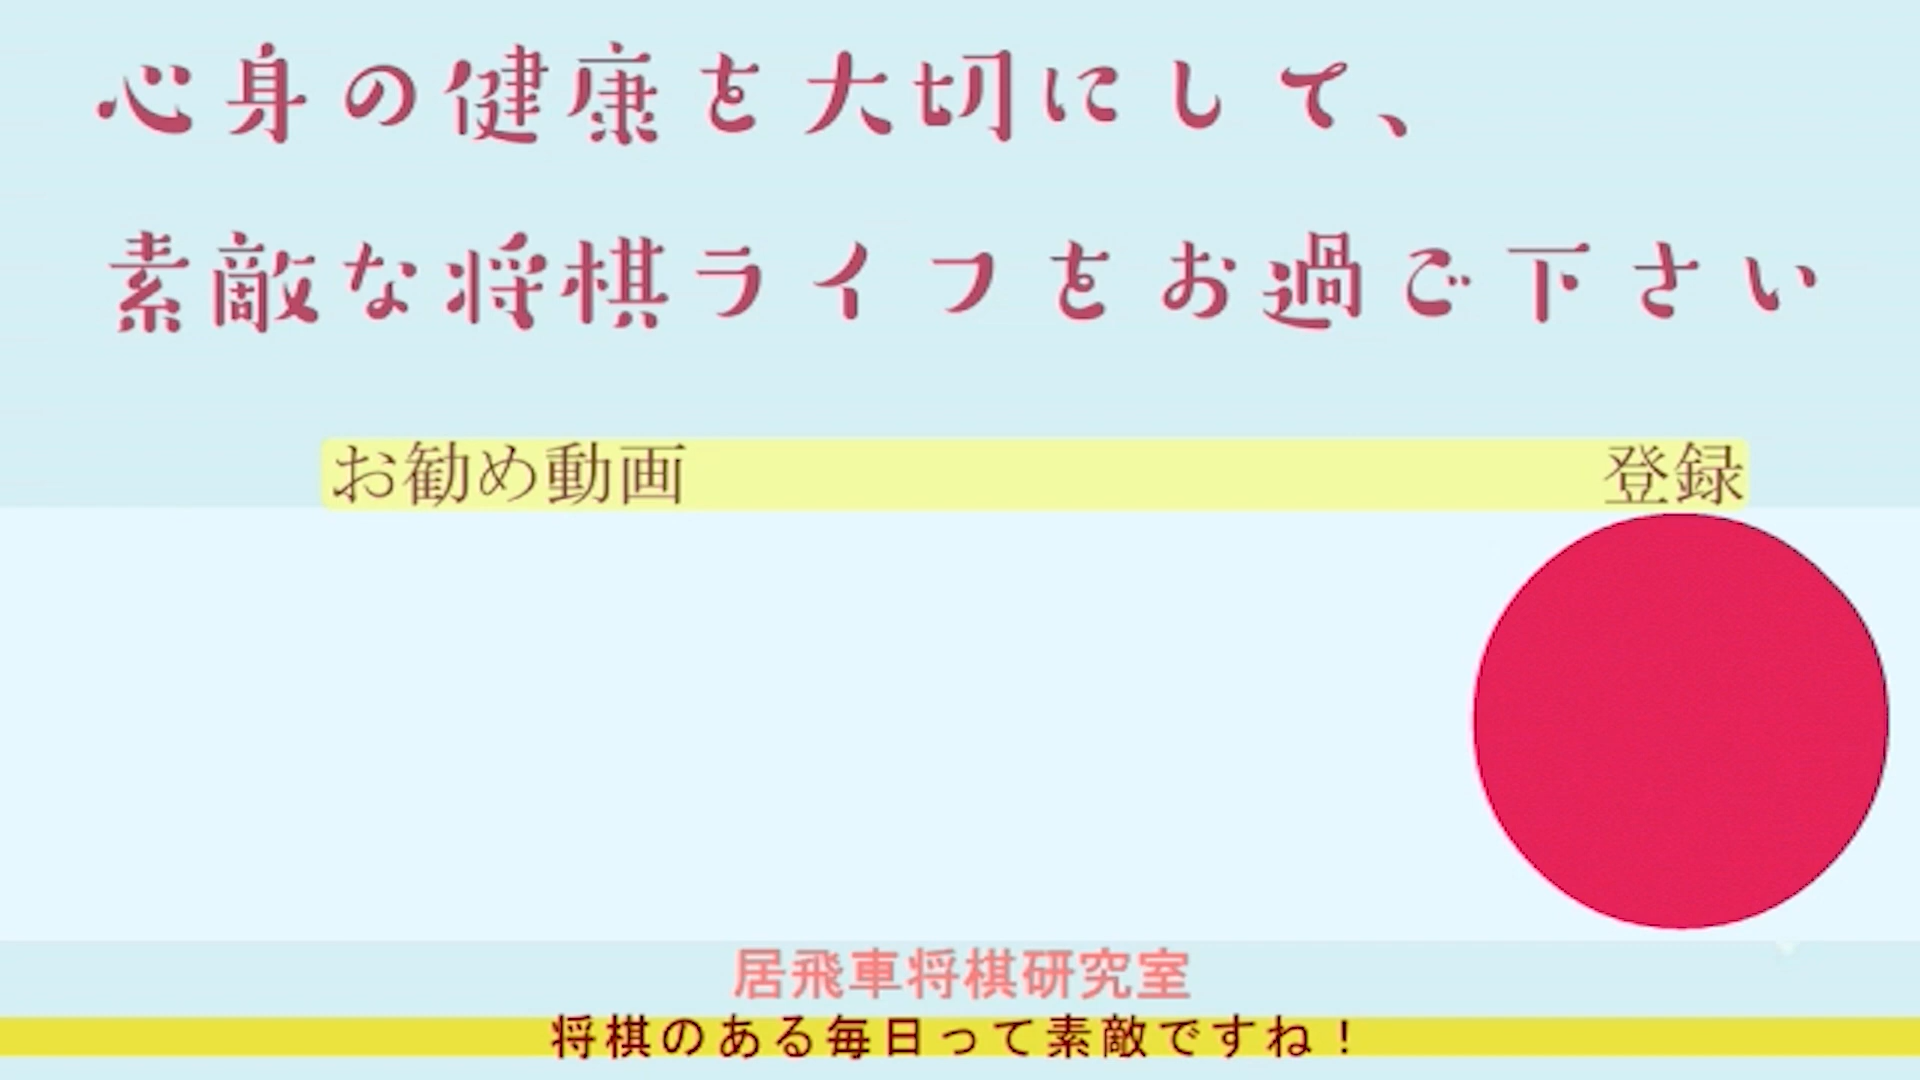 心身の健康を大切にして、
素敵な将棋ライフをお過ご下さい
お勧め動画
登録
居飛車将棋研究室
将棋のある毎日って素敵ですね！